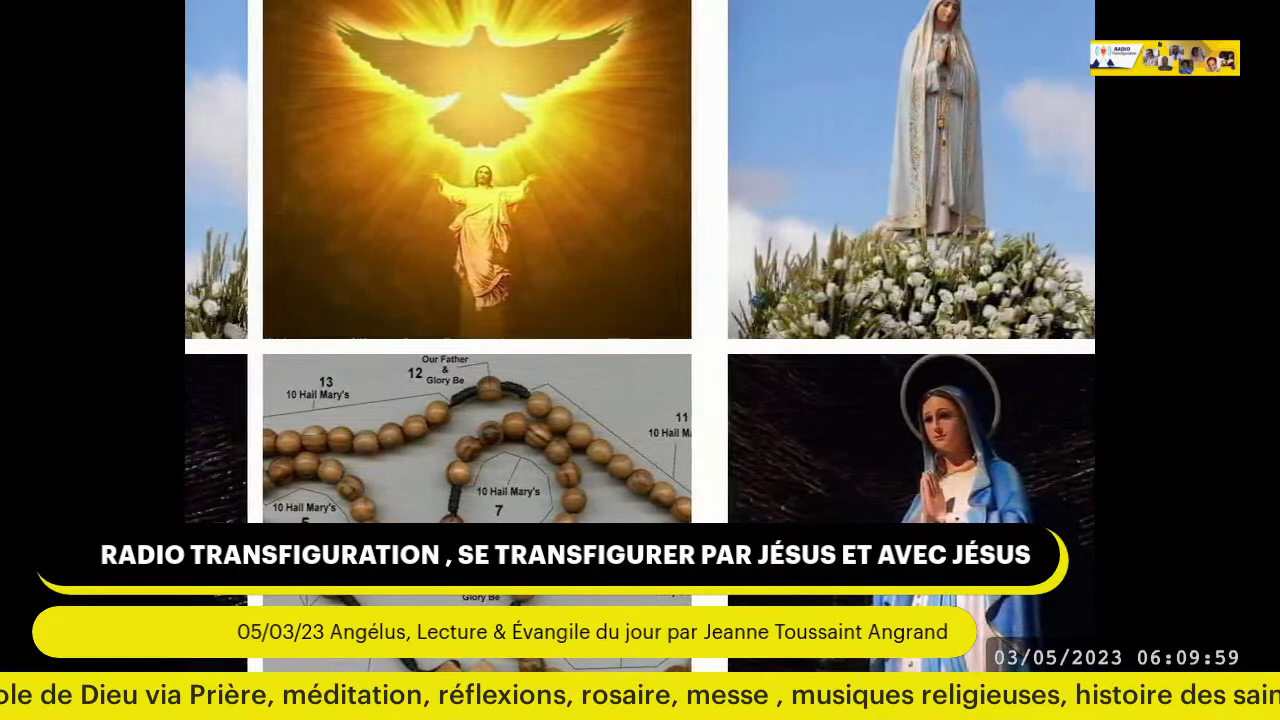 RADIO
Our Father
&
Glory Be
12
13
10 Hail Mary's
11
10 Hail M
10 Hail Mary's
7
10 Hail Mary's
RADIO TRANSFIGURATION , SE TRANSFIGURER PAR JÉSUS ET AVEC JÉSUS
Glory Be
05/03/23 Angélus, Lecture & Évangile du jour par Jeanne Toussaint Angrand
03/05/2023 06:09:59
ole de Dieu via Prière, méditation, réflexions, rosaire, messe , musiques religieuses, histoire des sain